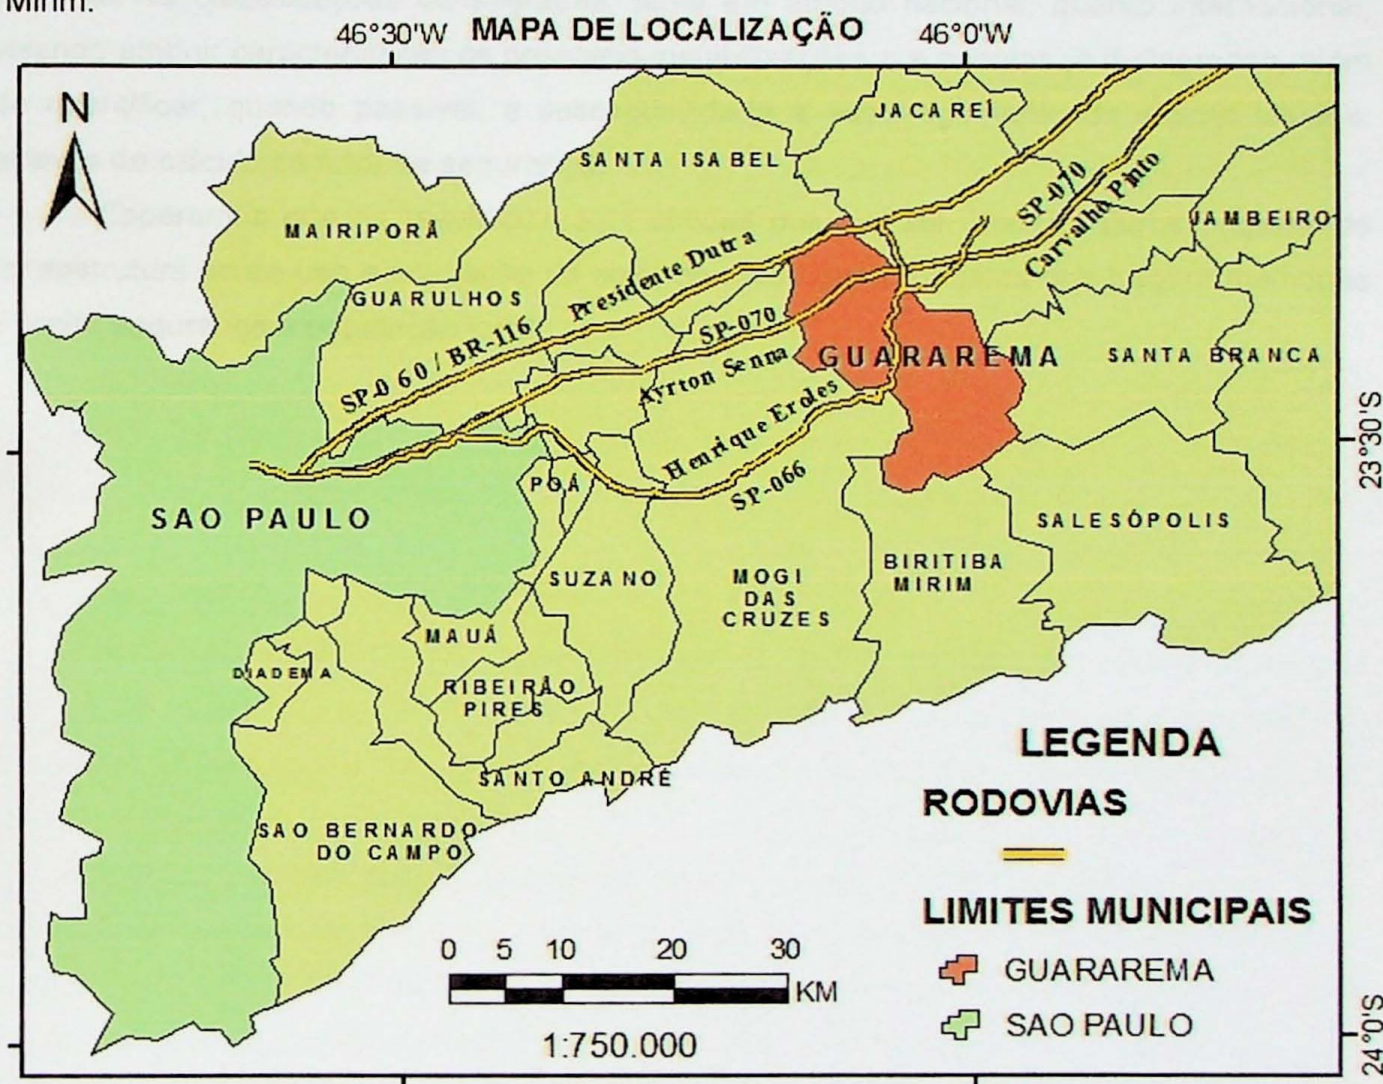 Mirim.
MAPA DE LOCALIZAÇÃO
46°30'W
46°0'W
N
JACAREÍ
SANTA ISABEL
MAIRIPORÃ
JAMBEIRO
SP-070
Carvalho Pinto
Presidente Dutra
GUARULHOS
SP-060 / BR-116
SP-070
Ayrton Senna
GUARAREMA
SANTA BRANCA
Henrique Eroles
SP-066
23°30'S
POÁ
SAO PAULO
SALESÓPOLIS
SUZANO
MOGI
DAS
CRUZES
BIRITIBA
MIRIM
MAUÁ
DIADEMA
RIBEIRÃO
PIRES
SANTO ANDRÉ
SAO BERNARDO
DO CAMPO
LEGENDA
RODOVIAS
LIMITES MUNICIPAIS
GUARAREMA
SAO PAULO
0 5 10 20 30
KM
1:750.000
24°0'S